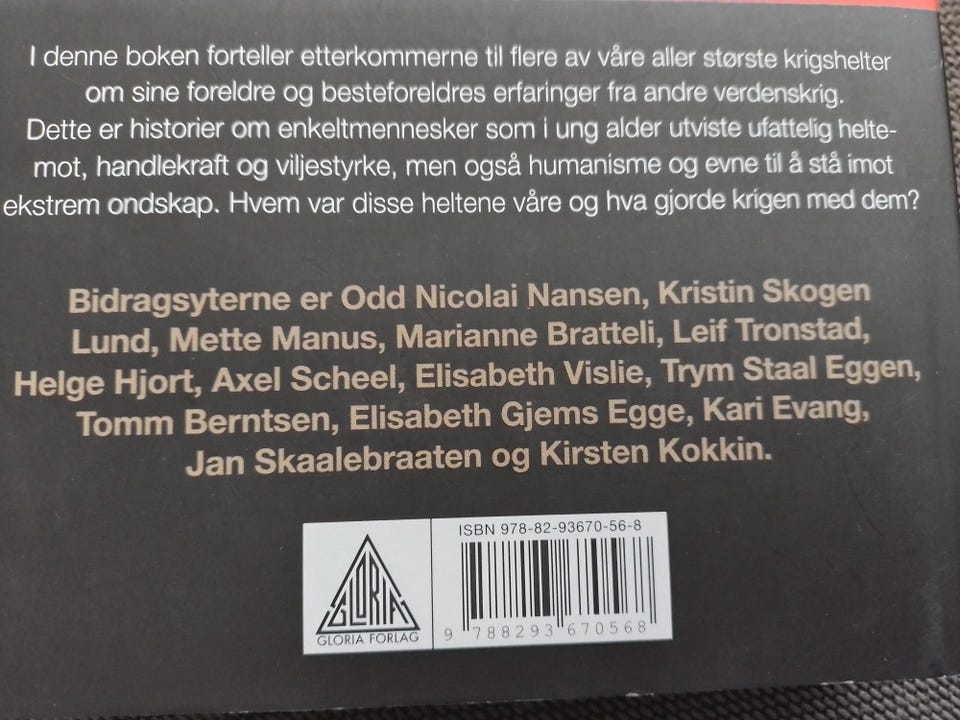 I denne boken forteller etterkommerne til flere av våre aller største krigshelter
om sine foreldre og besteforeldres erfaringer fra andre verdenskrig.
Dette er historier om enkeltmennesker som i ung alder utviste ufattelig helte-
mot, handlekraft og viljestyrke, men også humanisme og evne til å stå imot
ekstrem ondskap. Hvem var disse heltene våre og hva gjorde krigen med dem?
Bidragsyterne er Odd Nicolai Nansen, Kristin Skogen
Lund, Mette Manus, Marianne Bratteli, Leif Tronstad,
Helge Hjort, Axel Scheel, Elisabeth Vislie, Trym Staal Eggen,
Tomm Berntsen, Elisabeth Gjems Egge, Kari Evang,
Jan Skaalebraaten og Kirsten Kokkin.
GLORIA
GLORIA FORLAG
ISBN 978-82-93670-56-8
9 788293 670568